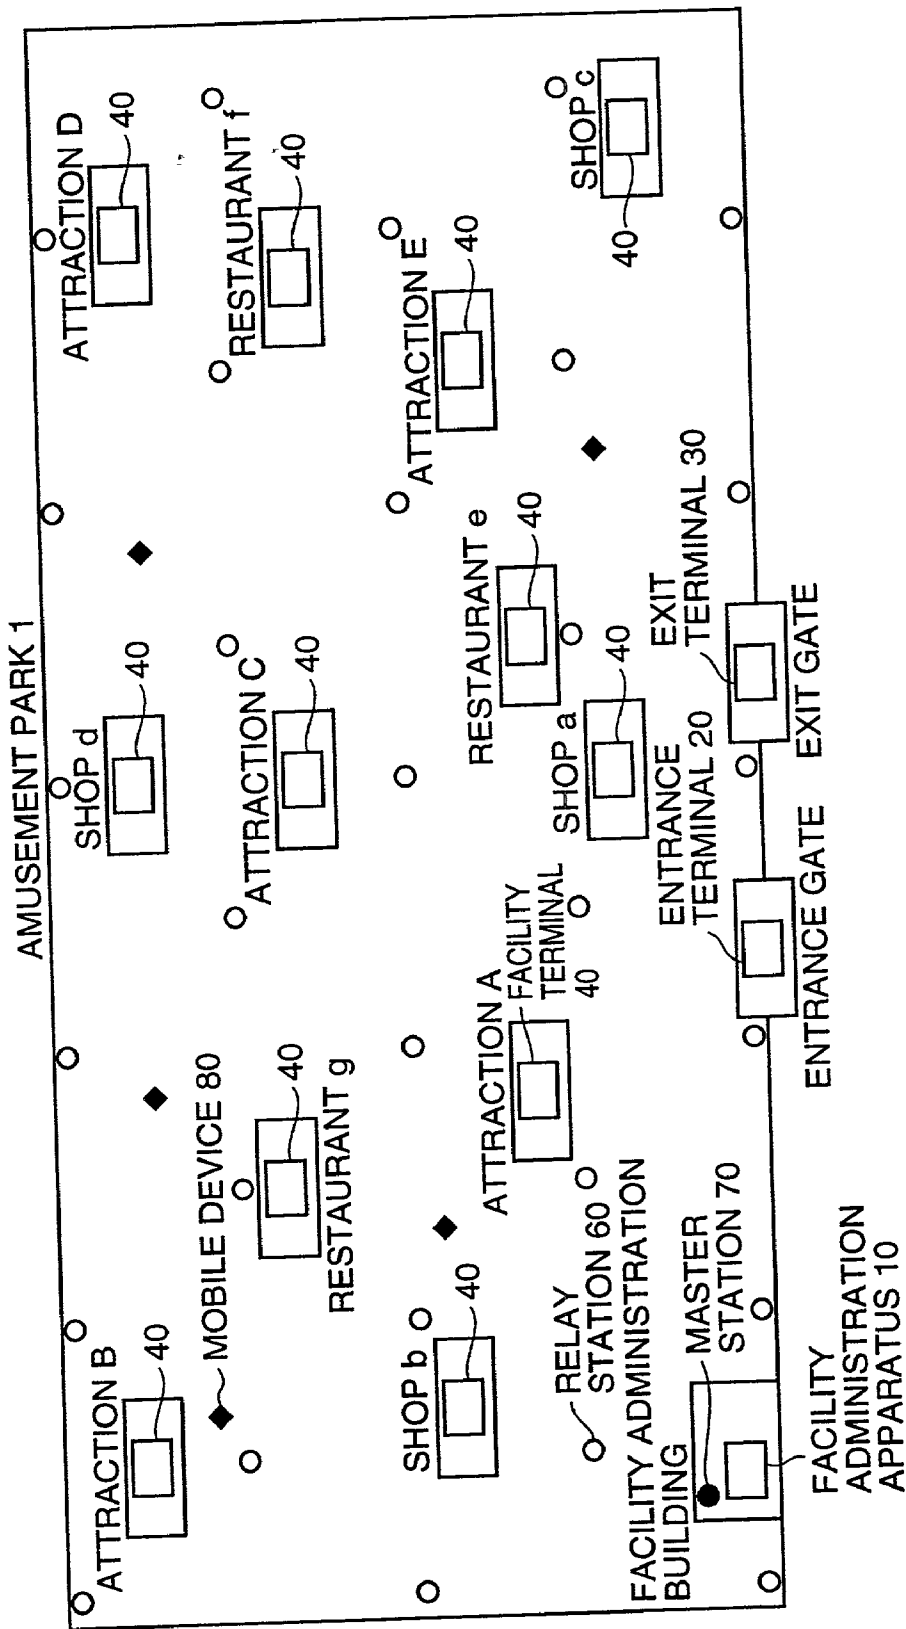 AMUSEMENT PARK 1
ATTRACTION B
40
MOBILE DEVICE 80
40
RESTAURANT g
SHOP d
40
ATTRACTION C
40
ATTRACTION D
40
RESTAURANT f
40
SHOP b
40
ATTRACTION A
FACILITY
TERMINAL
40
RESTAURANT e
40
ATTRACTION E
40
SHOP a
40
SHOP c
40
RELAY
STATION 60
FACILITY ADMINISTRATION
BUILDING
MASTER
STATION 70
ENTRANCE
TERMINAL 20
EXIT
TERMINAL 30
ENTRANCE GATE
EXIT GATE
FACILITY
ADMINISTRATION
APPARATUS 10